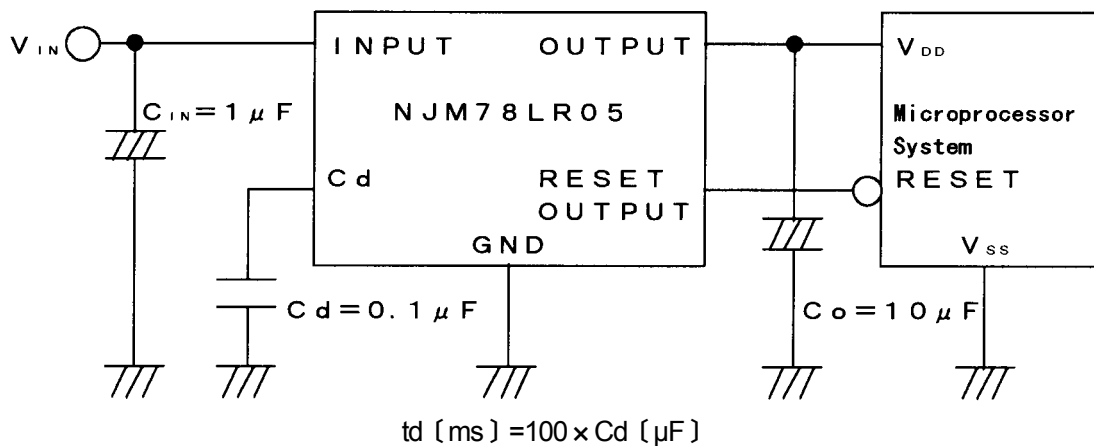 VIN
INPUT
OUTPUT
VDD
CIN=1μF
NJM78LR05
Microprocessor
System
Cd
RESET
OUTPUT
RESET
GND
VSS
Cd=0.1μF
Co=10μF
td〔ms〕=100×Cd〔μF〕